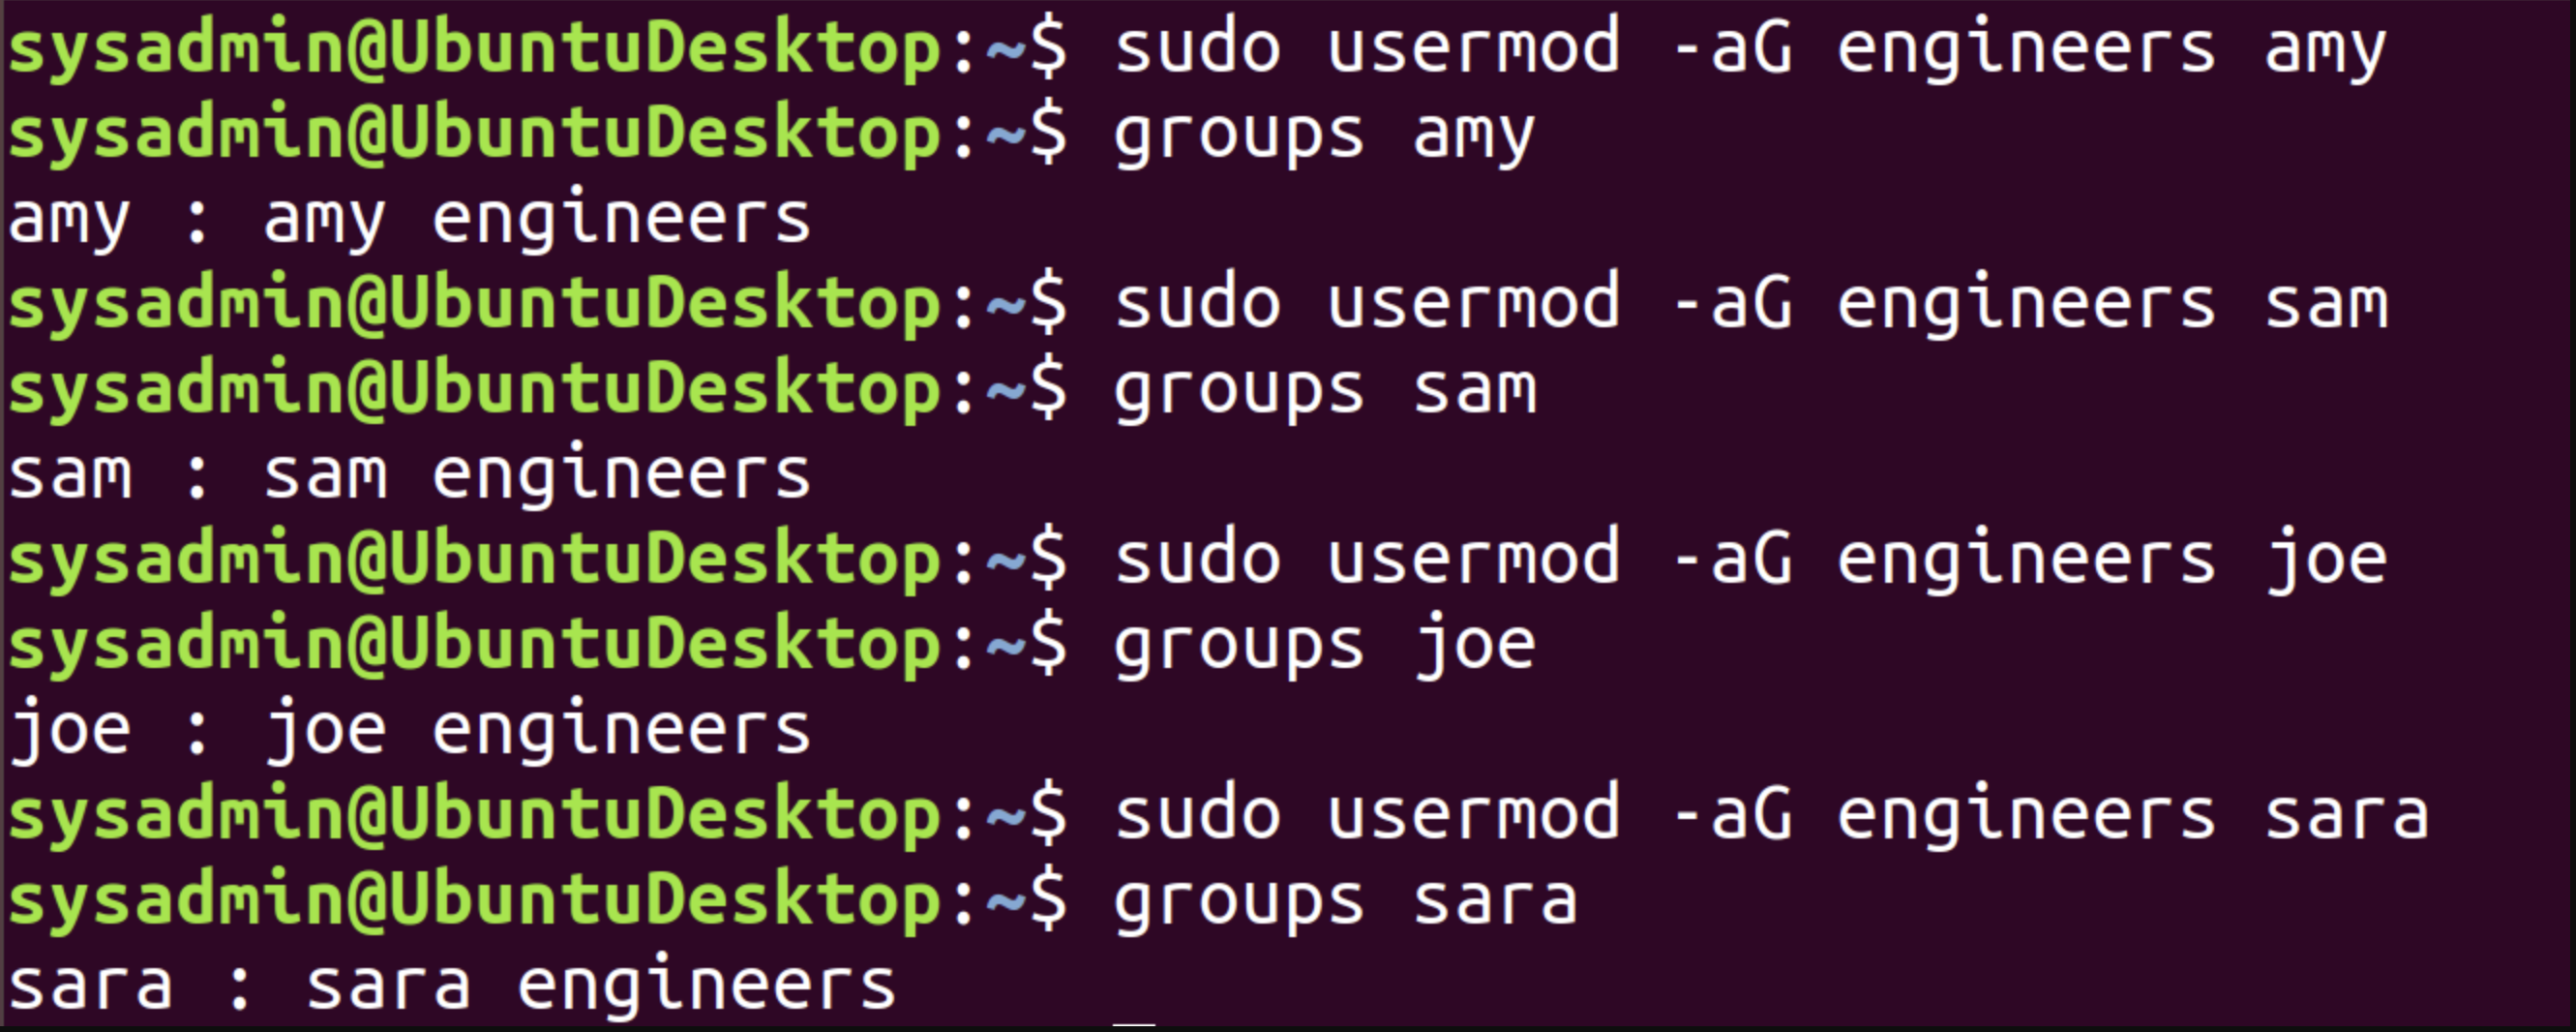 sysadmin@UbuntuDesktop:~$ sudo usermod -aG engineers amy
sysadmin@UbuntuDesktop:~$ groups amy
amy : amy engineers
sysadmin@UbuntuDesktop:~$ sudo usermod -aG engineers sam
sysadmin@UbuntuDesktop:~$ groups sam
sam : sam engineers
sysadmin@UbuntuDesktop:~$ sudo usermod -aG engineers joe
sysadmin@UbuntuDesktop:~$ groups joe
joe : joe engineers
sysadmin@UbuntuDesktop:~$ sudo usermod -aG engineers sara
sysadmin@UbuntuDesktop:~$ groups sara
sara : sara engineers